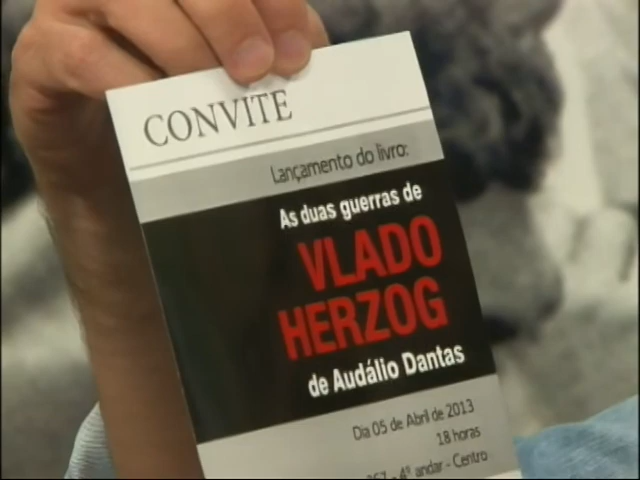 CONVITE
Lançamento do livro:
As duas guerras de
VLADO
HERZOG
de Audálio Dantas
Dia 05 de Abril de 2013
18 horas
4º andar - Centro